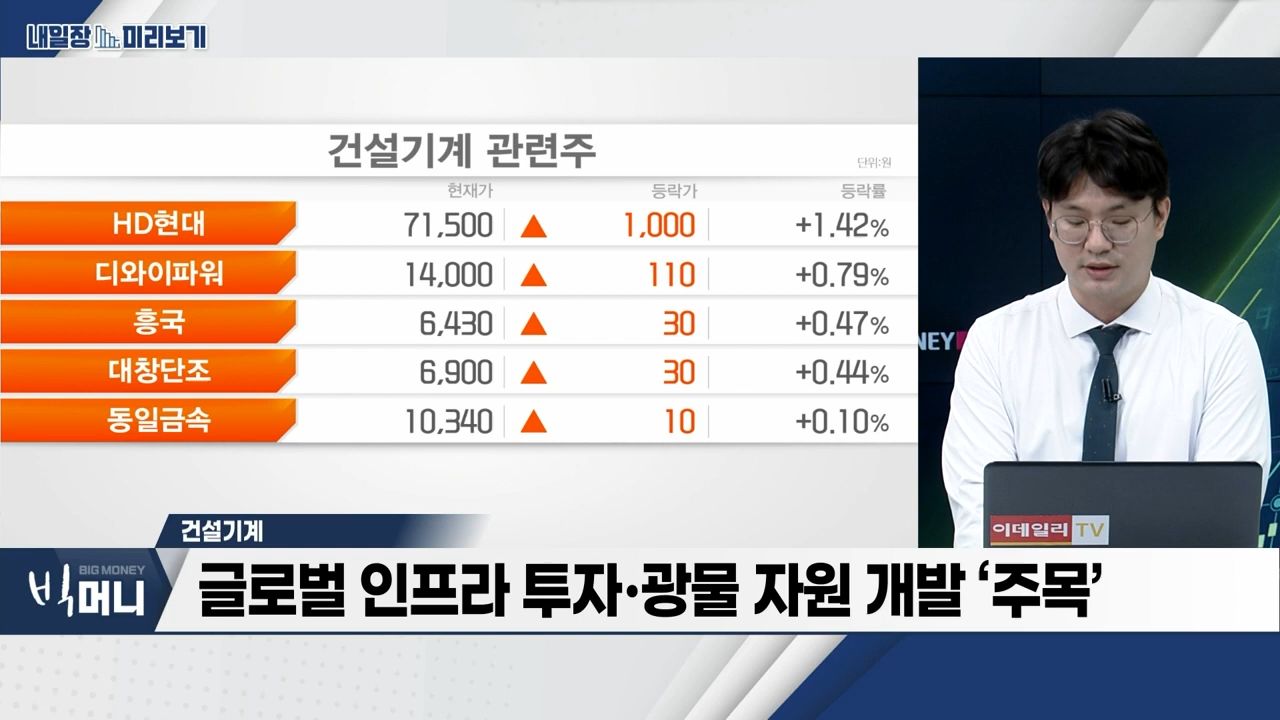 내일장 미리보기
건설기계 관련주
단위:원
현재가 등락가 등락률
HD현대 71,500 ▲ 1,000 +1.42%
디와이파워 14,000 ▲ 110 +0.79%
흥국 6,430 ▲ 30 +0.47%
대창단조 6,900 ▲ 30 +0.44%
동일금속 10,340 ▲ 10 +0.10%
NEY
이데일리 TV
건설기계
BIG MONEY
빅머니
글로벌 인프라 투자·광물 자원 개발 ‘주목’